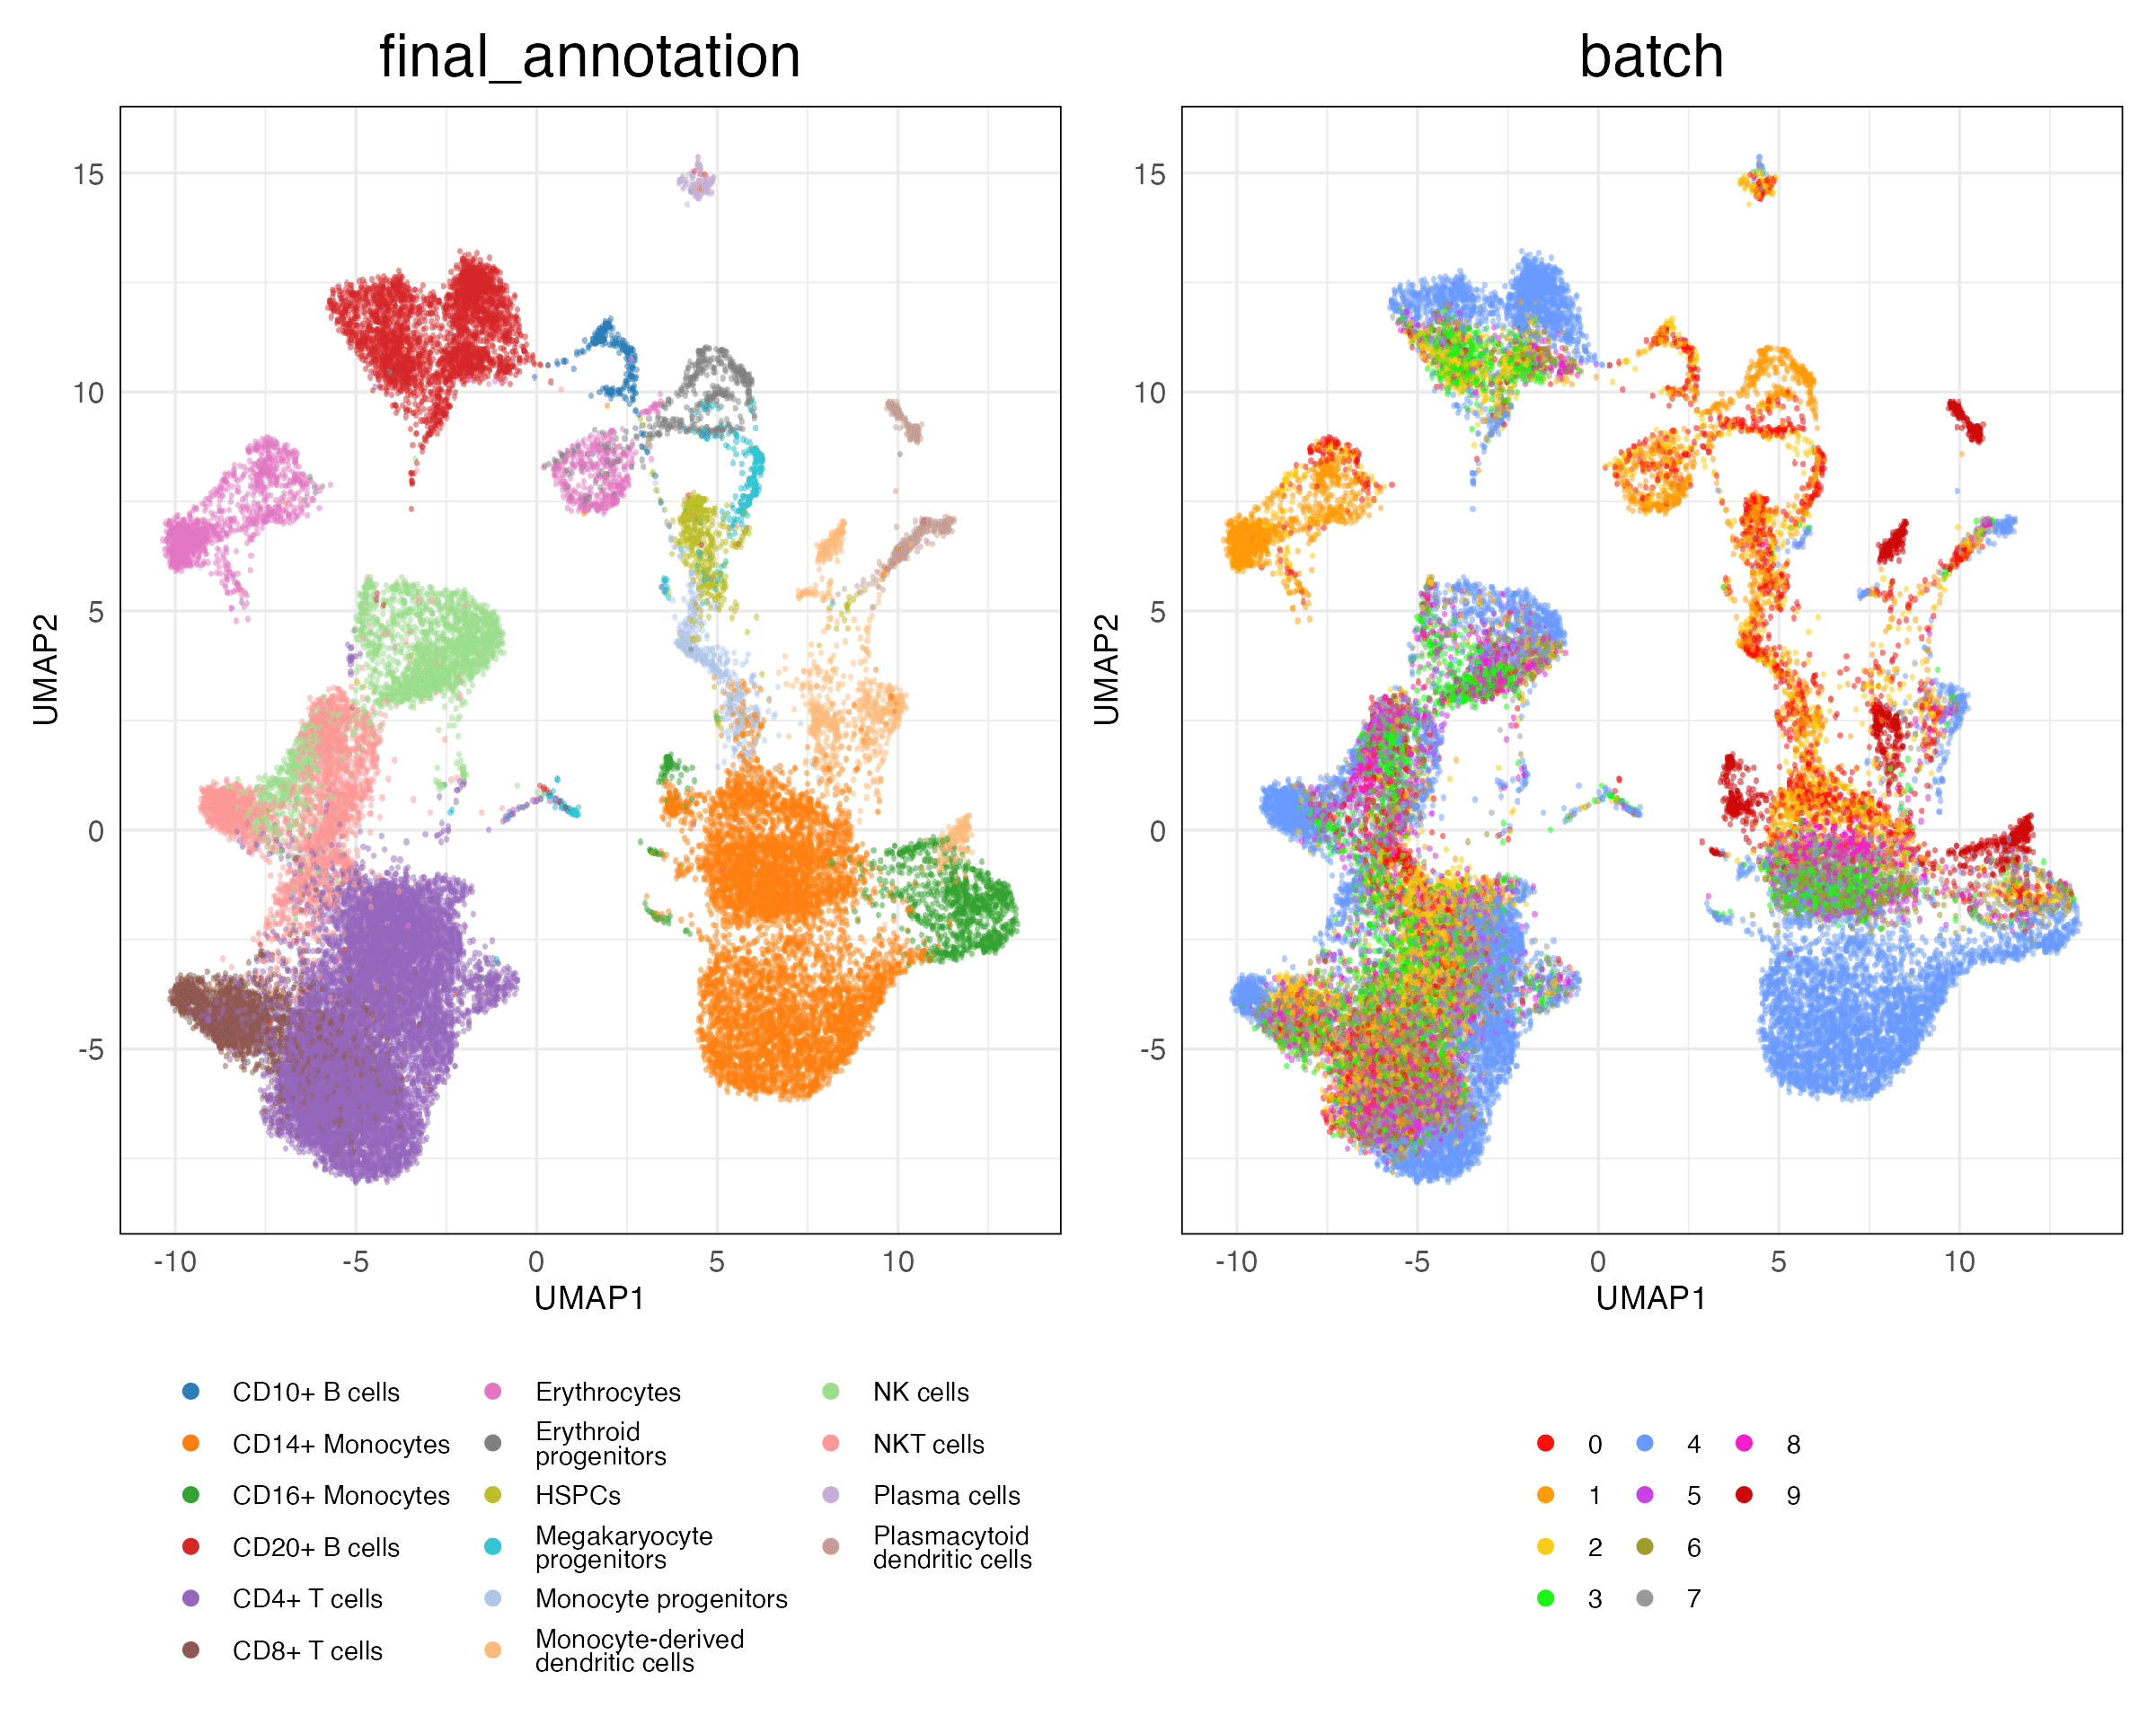 final_annotation
batch
15
10
5
0
-5
UMAP2
-10
-5
0
5
10
UMAP1
15
10
5
0
-5
UMAP2
-10
-5
0
5
10
UMAP1
CD10+ B cells
CD14+ Monocytes
CD16+ Monocytes
CD20+ B cells
CD4+ T cells
CD8+ T cells
Erythrocytes
Erythroid
progenitors
HSPCs
Megakaryocyte
progenitors
Monocyte progenitors
Monocyte-derived
dendritic cells
NK cells
NKT cells
Plasma cells
Plasmacytoid
dendritic cells
0
1
2
3
4
5
6
7
8
9